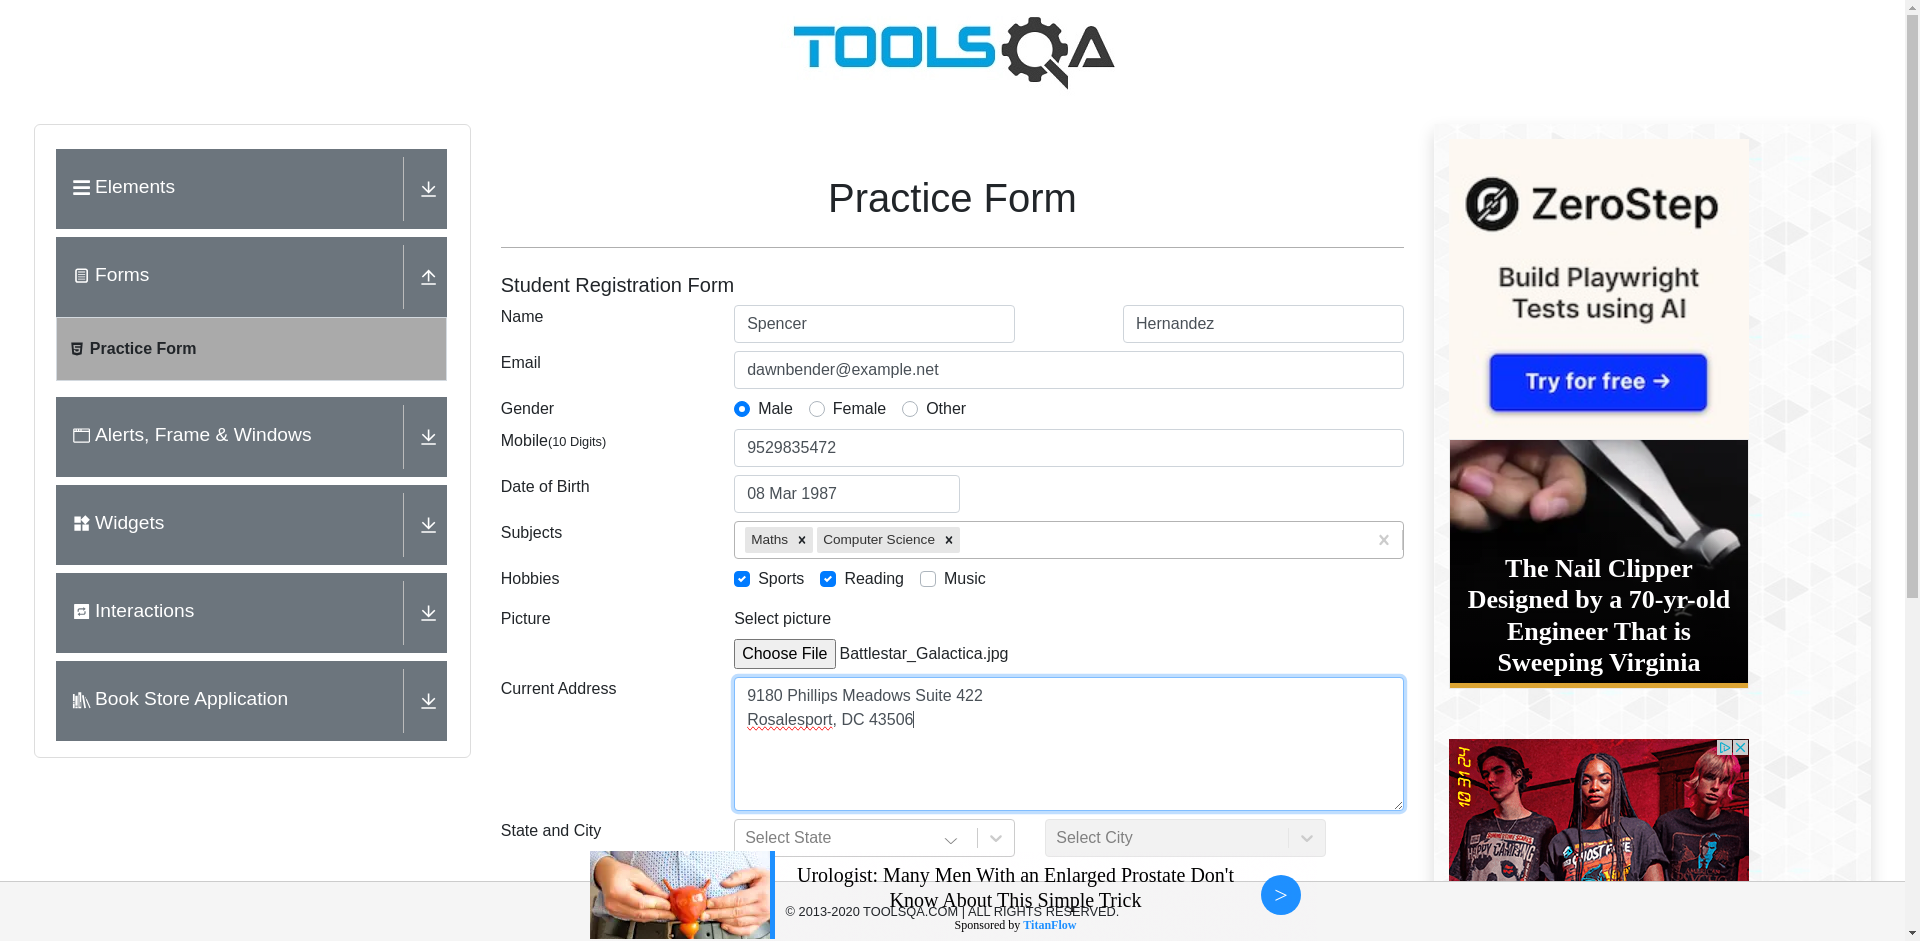 TOOLSQA
Elements
Forms
Practice Form
Alerts, Frame & Windows
Widgets
Interactions
Book Store Application
Practice Form
Student Registration Form
Name
Spencer
Hernandez
Email
dawnbender@example.net
Gender
Male
Female
Other
Mobile(10 Digits)
9529835472
Date of Birth
08 Mar 1987
Subjects
Maths
Computer Science
Hobbies
Sports
Reading
Music
Picture
Select picture
Choose File Battlestar_Galactica.jpg
Current Address
9180 Phillips Meadows Suite 422
Rosalesport, DC 43506
State and City
Select State
Select City
ZeroStep
Build Playwright
Tests using AI
Try for free →
The Nail Clipper
Designed by a 70-yr-old
Engineer That is
Sweeping Virginia
10 31 24
GHOST FACE
Urologist: Many Men With an Enlarged Prostate Don't
Know About This Simple Trick
Sponsored by TitanFlow
>
© 2013-2020 TOOLSQA.COM | ALL RIGHTS RESERVED.